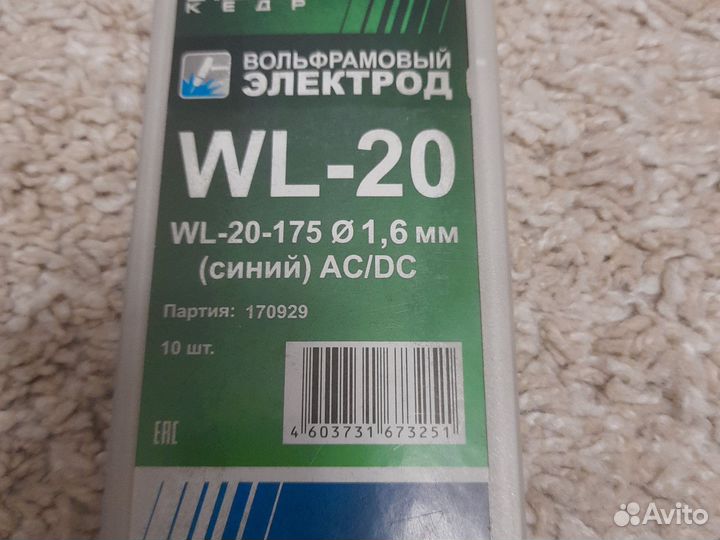 КЕДР
ВОЛЬФРАМОВЫЙ
ЭЛЕКТРОД
WL-20
WL-20-175 Ø 1,6 мм
(синий) AC/DC
Партия: 170929
10 шт.
4 603731 673251
ЕАС
Avito